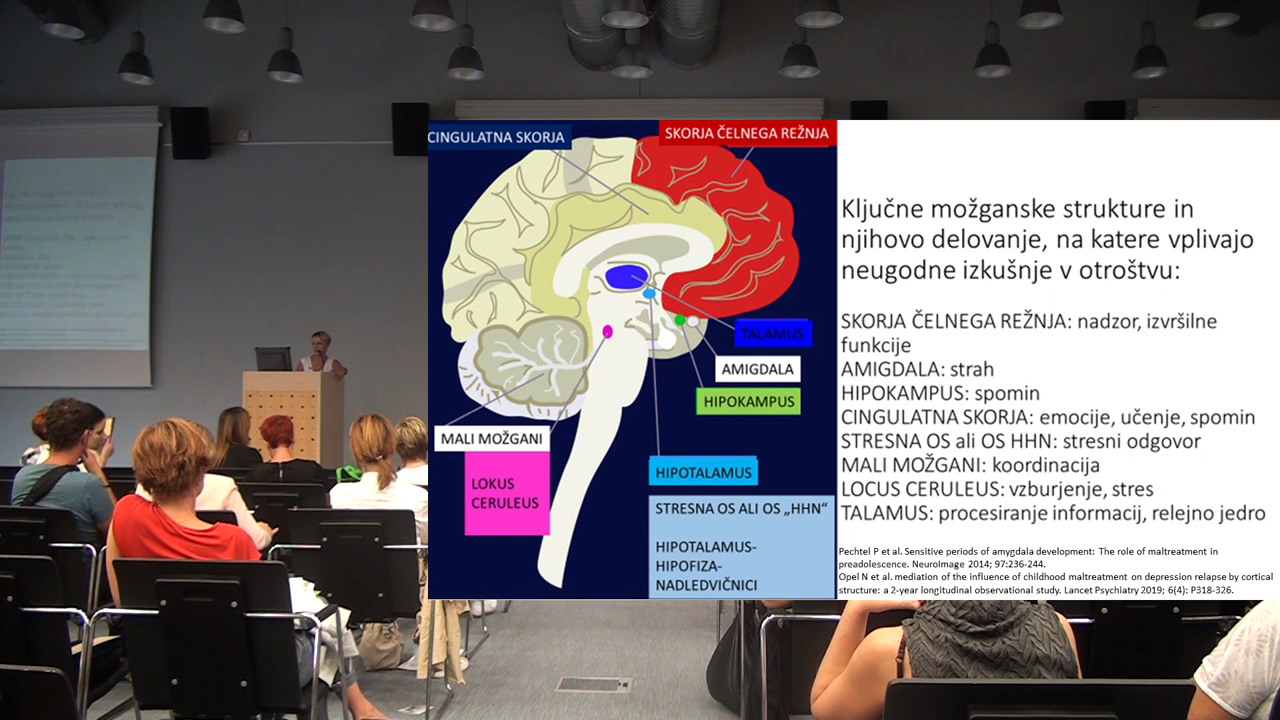 CINGULATNA SKORJA
SKORJA ČELNEGA REŽNJA
TALAMUS
AMIGDALA
HIPOKAMPUS
MALI MOŽGANI
LOKUS
CERULEUS
HIPOTALAMUS
STRESNA OS ALI OS „HHN“
HIPOTALAMUS-
HIPOFIZA-
NADLEDVIČNICI
Ključne možganske strukture in
njihovo delovanje, na katere vplivajo
neugodne izkušnje v otroštvu:
SKORJA ČELNEGA REŽNJA: nadzor, izvršilne
funkcije
AMIGDALA: strah
HIPOKAMPUS: spomin
CINGULATNA SKORJA: emocije, učenje, spomin
STRESNA OS ali OS HHN: stresni odgovor
MALI MOŽGANI: koordinacija
LOCUS CERULEUS: vzburjenje, stres
TALAMUS: procesiranje informacij, relejno jedro
Pechtel P et al. Sensitive periods of amygdala development: The role of maltreatment in
preadolescence. NeuroImage 2014; 97:236-244.
Opel N et al. mediation of the influence of childhood maltreatment on depression relapse by cortical
structure: a 2-year longitudinal observational study. Lancet Psychiatry 2019; 6(4): P318-326.